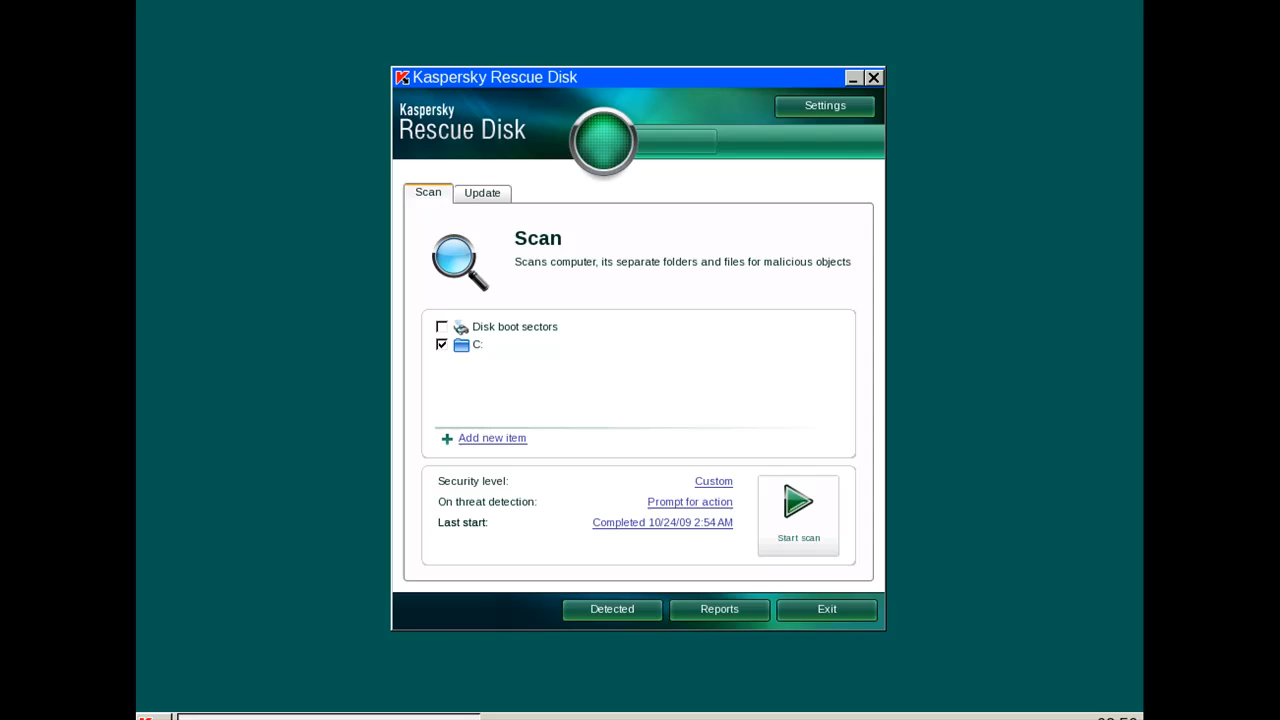 Kaspersky Rescue Disk
Kaspersky
Rescue Disk
Settings
Scan
Update
Scan
Scans computer, its separate folders and files for malicious objects
Disk boot sectors
C:
Add new item
Security level:
Custom
On threat detection:
Prompt for action
Last start:
Completed 10/24/09 2:54 AM
Start scan
Detected
Reports
Exit